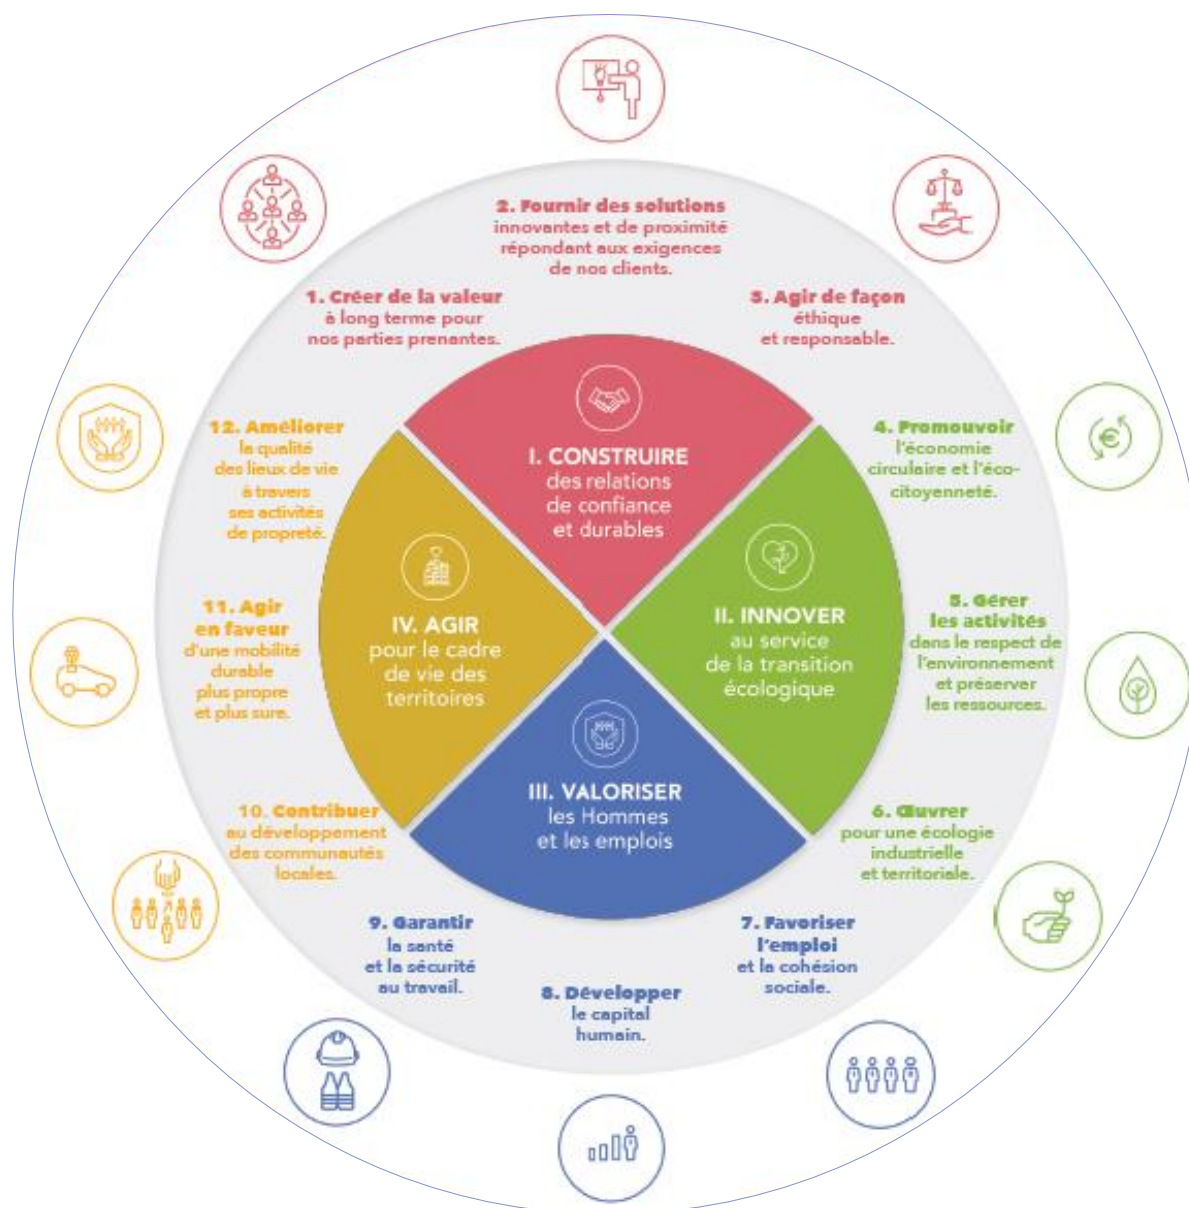 2. Fournir des solutions
innovantes et de proximité
répondant aux exigences
de nos clients.
1. Créer de la valeur
à long terme pour
nos parties prenantes.
3. Agir de façon
éthique
et responsable.
12. Améliorer
la qualité
des lieux de vie
à travers
ses activités
de propreté.
I. CONSTRUIRE
des relations
de confiance
et durables
4. Promouvoir
l'économie
circulaire et l'éco-
citoyenneté.
11. Agir
en faveur
d'une mobilité
durable
plus propre
et plus sure.
IV. AGIR
pour le cadre
de vie des
territoires
II. INNOVER
au service
de la transition
écologique
5. Gérer
les activités
dans le respect de
l'environnement
et préserver
les ressources.
III. VALORISER
les Hommes
et les emplois
10. Contribuer
au développement
des communautés
locales.
6. Œuvrer
pour une écologie
industrielle
et territoriale.
9. Garantir
la santé
et la sécurité
au travail.
8. Développer
le capital
humain.
7. Favoriser
l'emploi
et la cohésion
sociale.